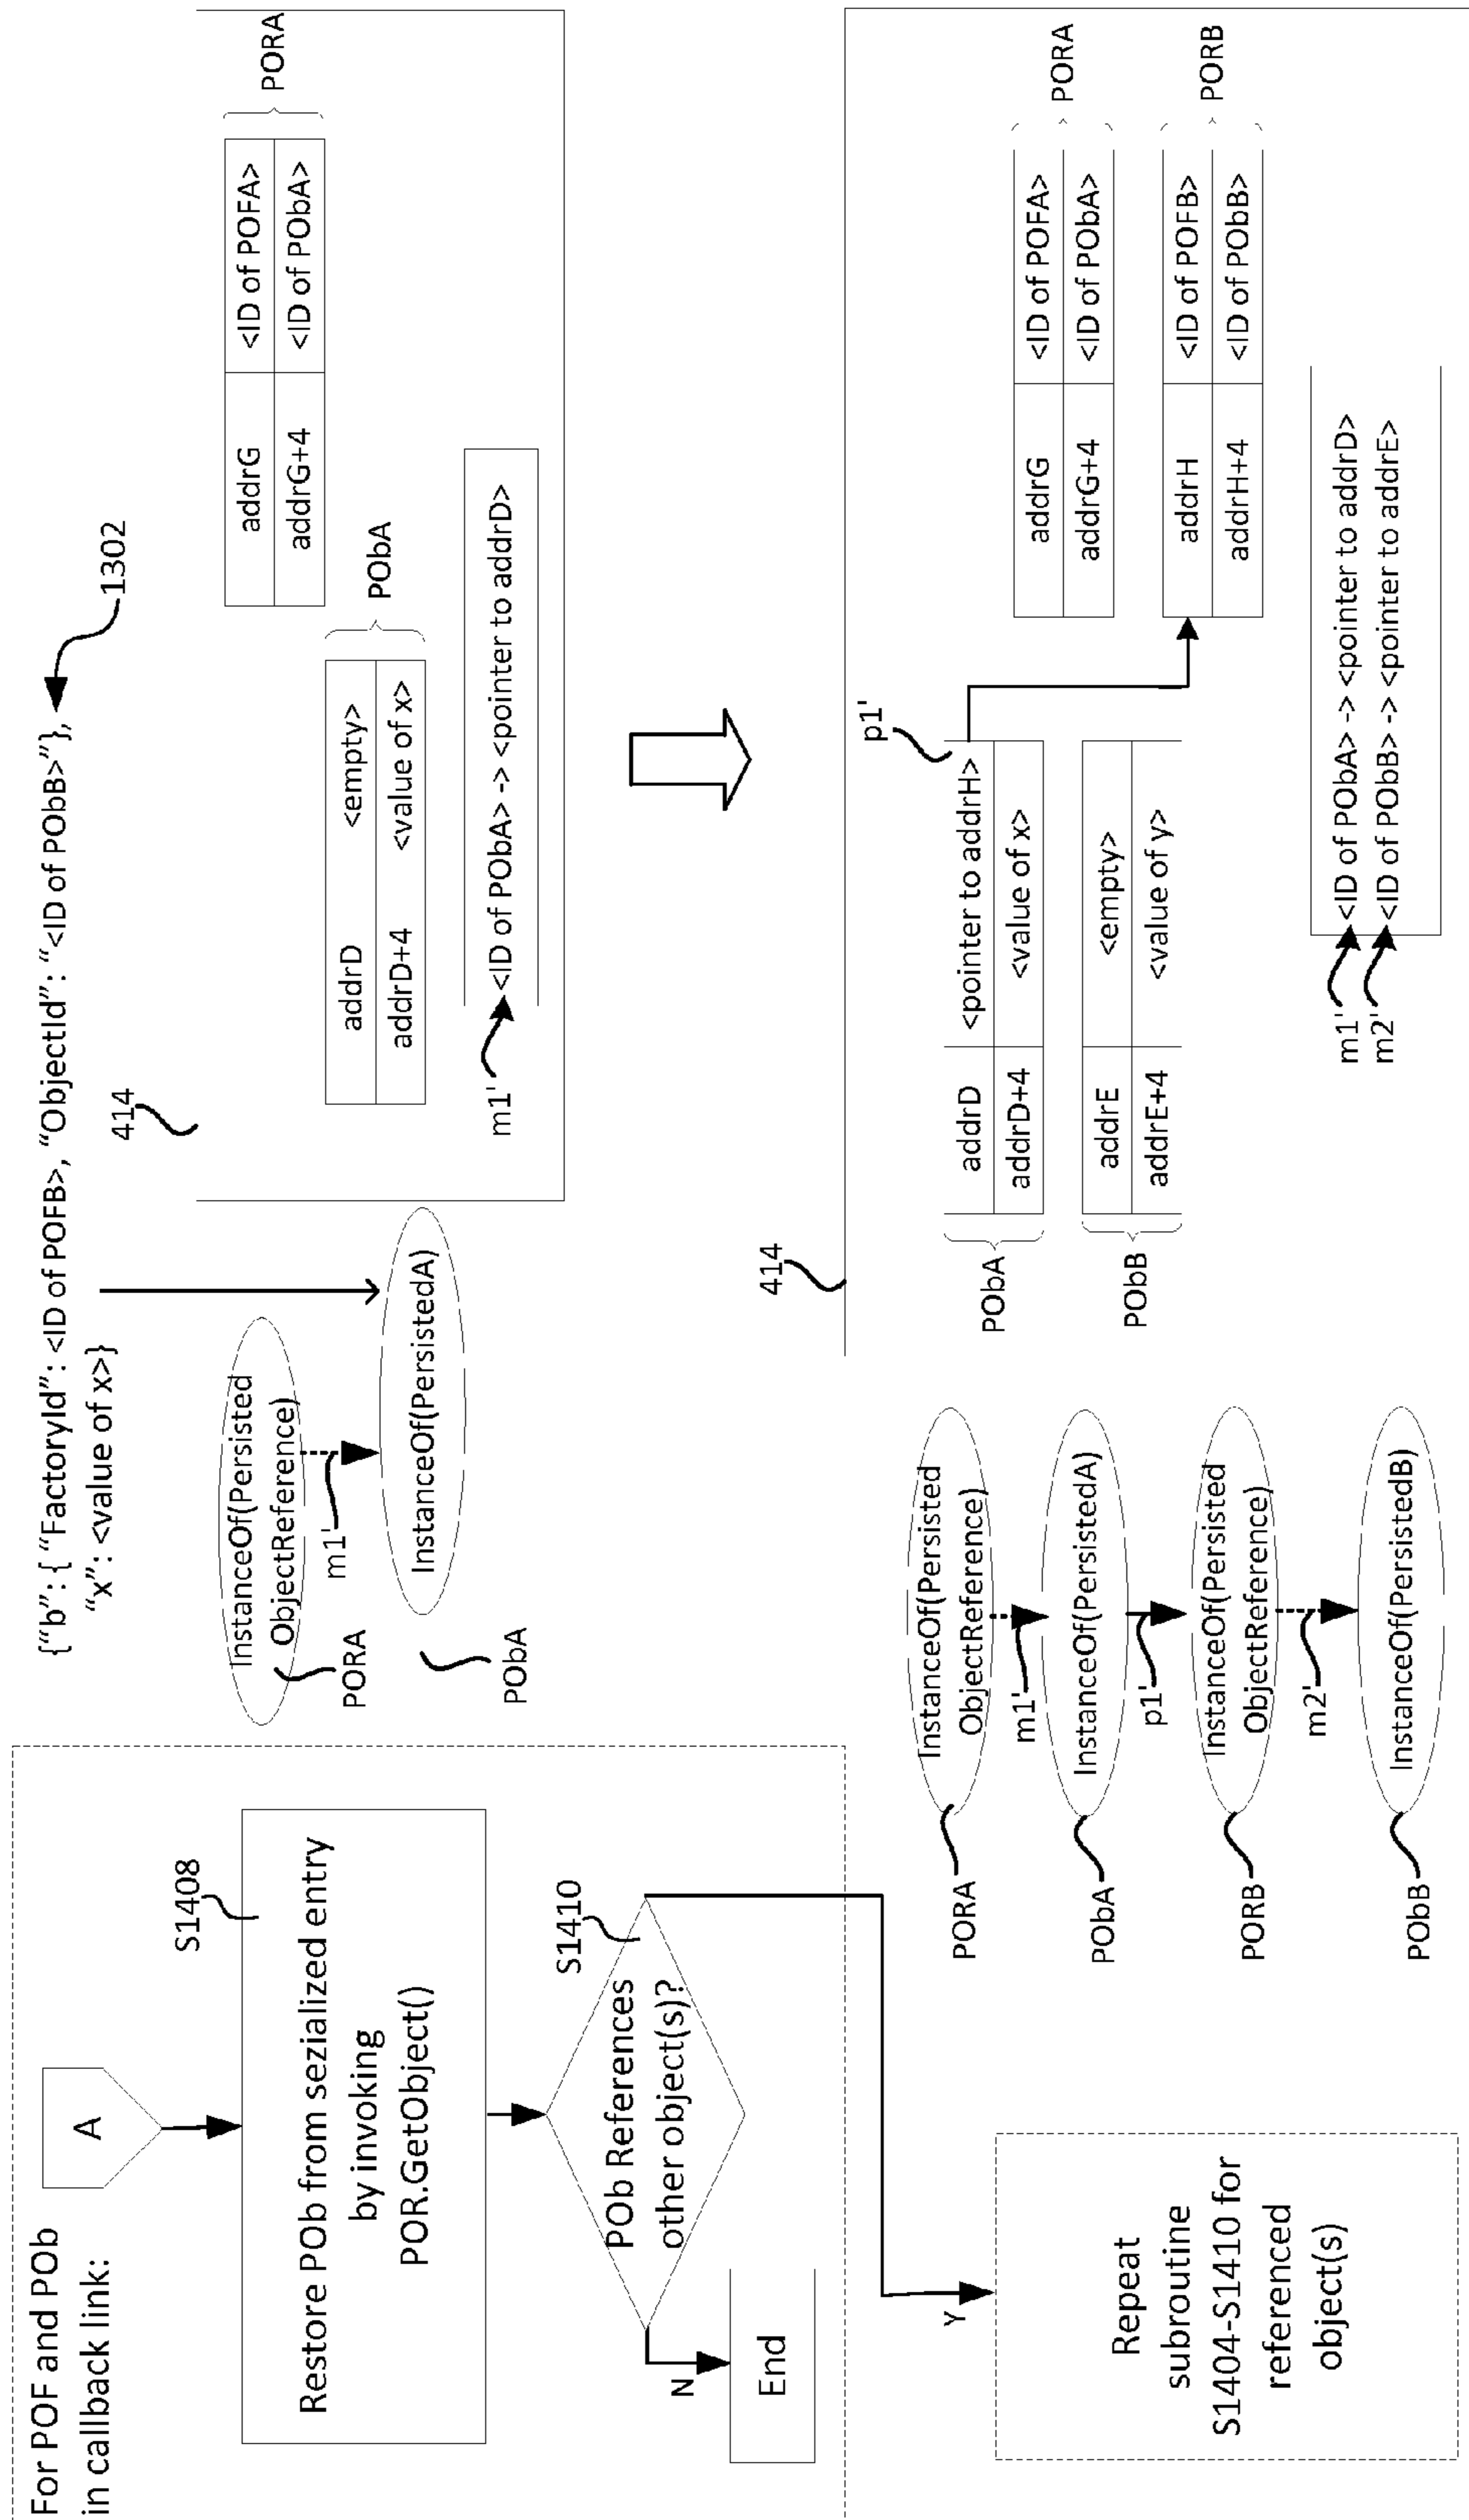 For POF and POb
in callback link:
A
S1408
Restore POb from sezialized entry
by invoking
POR.GetObject()
S1410
POb References
other object(s)?
N
End
Y
Repeat
subroutine
S1404-S1410 for
referenced
object(s)
{“b”: { “FactoryId”: <ID of POFB>, “ObjectId”: “<ID of PObB>”},
“x”: <value of x>}
1302
InstanceOf(Persisted
ObjectReference)
PORA
m1'
InstanceOf(PersistedA)
PObA
414
addrG <ID of POFA>
addrG+4 <ID of PObA>
PORA
addrD <empty>
addrD+4 <value of x>
PObA
m1'
<ID of PObA> -> <pointer to addrD>
InstanceOf(Persisted
ObjectReference)
PORA
m1'
InstanceOf(PersistedA)
PObA
p1'
InstanceOf(Persisted
ObjectReference)
PORB
m2'
InstanceOf(PersistedB)
PObB
414
p1'
PObA
addrD <pointer to addrH>
addrD+4 <value of x>
PObB
addrE <empty>
addrE+4 <value of y>
addrG <ID of POFA>
addrG+4 <ID of PObA>
PORA
addrH <ID of POFB>
addrH+4 <ID of PObB>
PORB
m1'
<ID of PObA> -> <pointer to addrD>
m2'
<ID of PObB> -> <pointer to addrE>